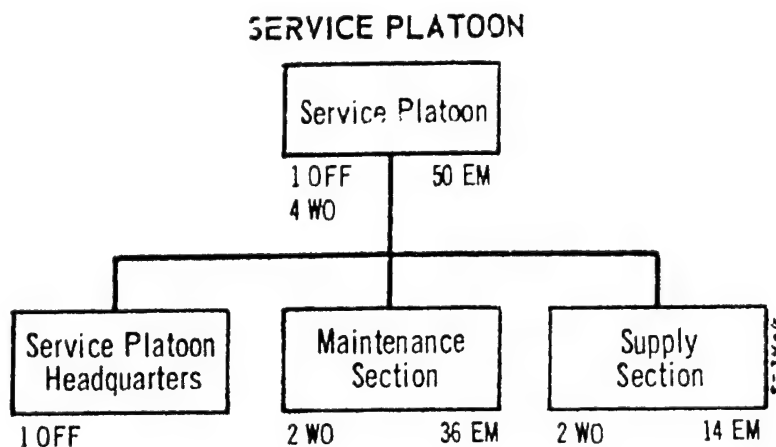 SERVICE PLATOON
Service Platoon
1 OFF 50 EM
4 WO
Service Platoon
Headquarters
Maintenance
Section
Supply
Section
1 OFF
2 WO 36 EM
2 WO 14 EM